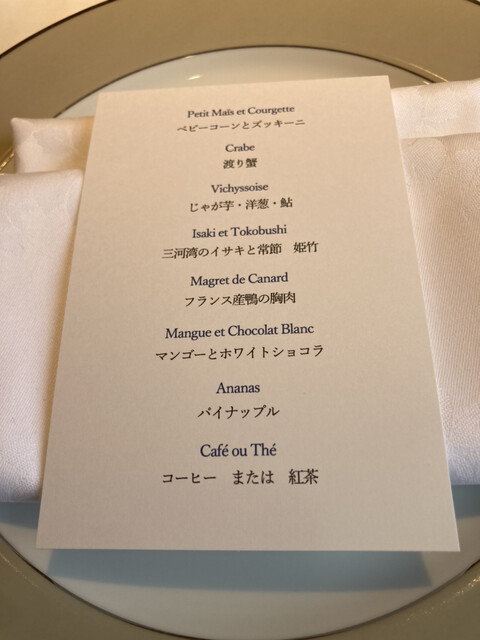 Petit Maïs et Courgette
ベビーコーンとズッキーニ
Crabe
渡り蟹
Vichyssoise
じゃが芋・洋葱・鮎
Isaki et Tokobushi
三河湾のイサキと常節　姫竹
Magret de Canard
フランス産鴨の胸肉
Mangue et Chocolat Blanc
マンゴーとホワイトショコラ
Ananas
パイナップル
Café ou Thé
コーヒー　または　紅茶